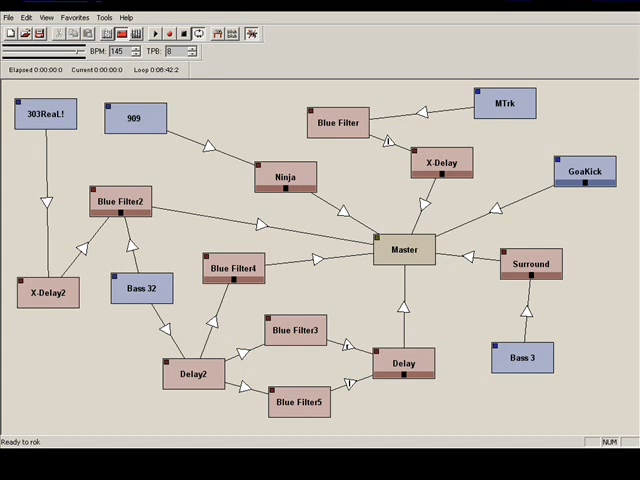 File Edit View Favorites Tools Help
BPM: 145 TPB: 8
Elapsed 0:00:00:0 Current 0:00:00:0 Loop 0:06:42:2
MTrk
303ReaL!
909
Blue Filter
X-Delay
GoaKick
Ninja
Blue Filter2
Master
Surround
Blue Filter4
Bass 32
X-Delay2
Blue Filter3
Bass 3
Delay
Delay2
Blue Filter5
Ready to rok
NUM